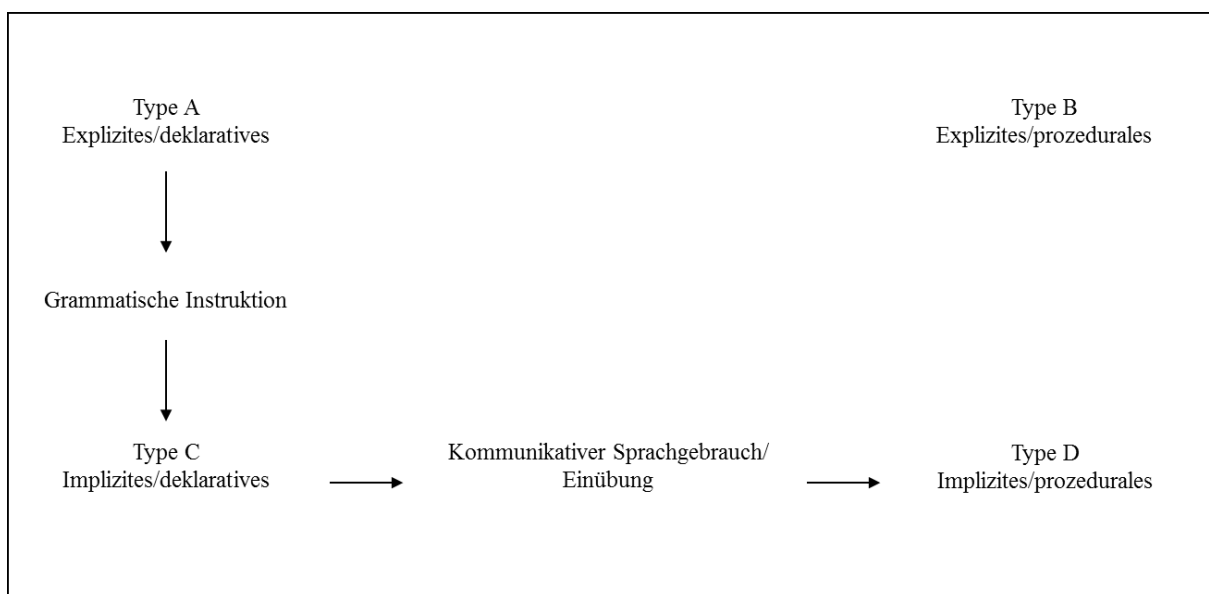 Type A
Explizites/deklaratives
Type B
Explizites/prozedurales
Grammatische Instruktion
Type C
Implizites/deklaratives
Kommunikativer Sprachgebrauch/
Einübung
Type D
Implizites/prozedurales